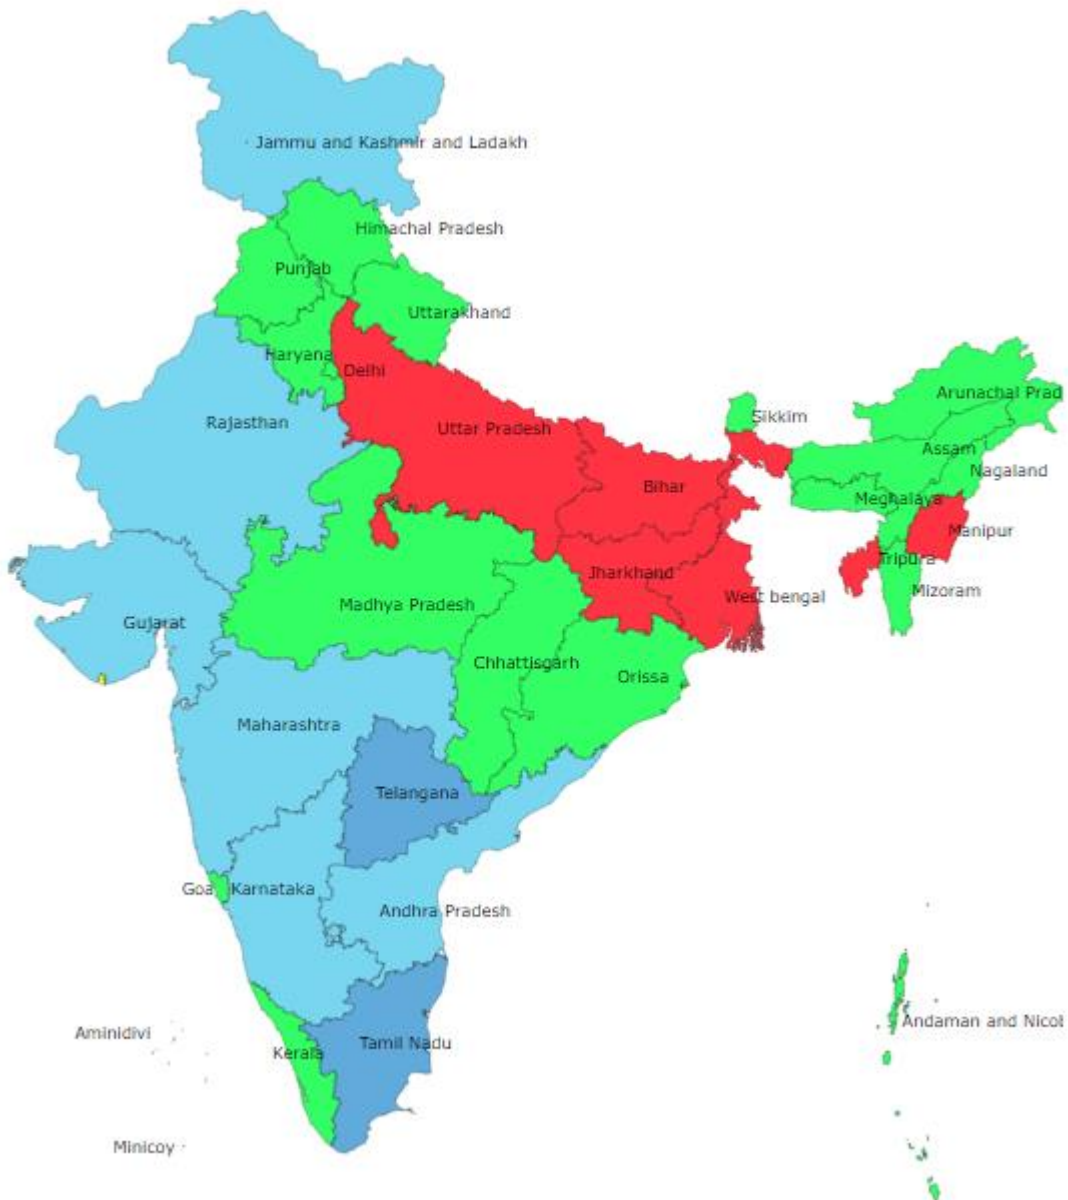 Jammu and Kashmir and Ladakh
Himachal Pradesh
Punjab
Uttarakhand
Haryana
Delhi
Sikkim
Arunachal Prad
Rajasthan
Uttar Pradesh
Assam
Nagaland
Bihar
Meghalaya
Manipur
Tripura
Jharkhand
Mizoram
West bengal
Madhya Pradesh
Gujarat
Chhattisgarh
Orissa
Maharashtra
Telangana
Goa
Karnataka
Andhra Pradesh
Andaman and Nicol
Aminidivi
Tamil Nadu
Kerala
Minicoy